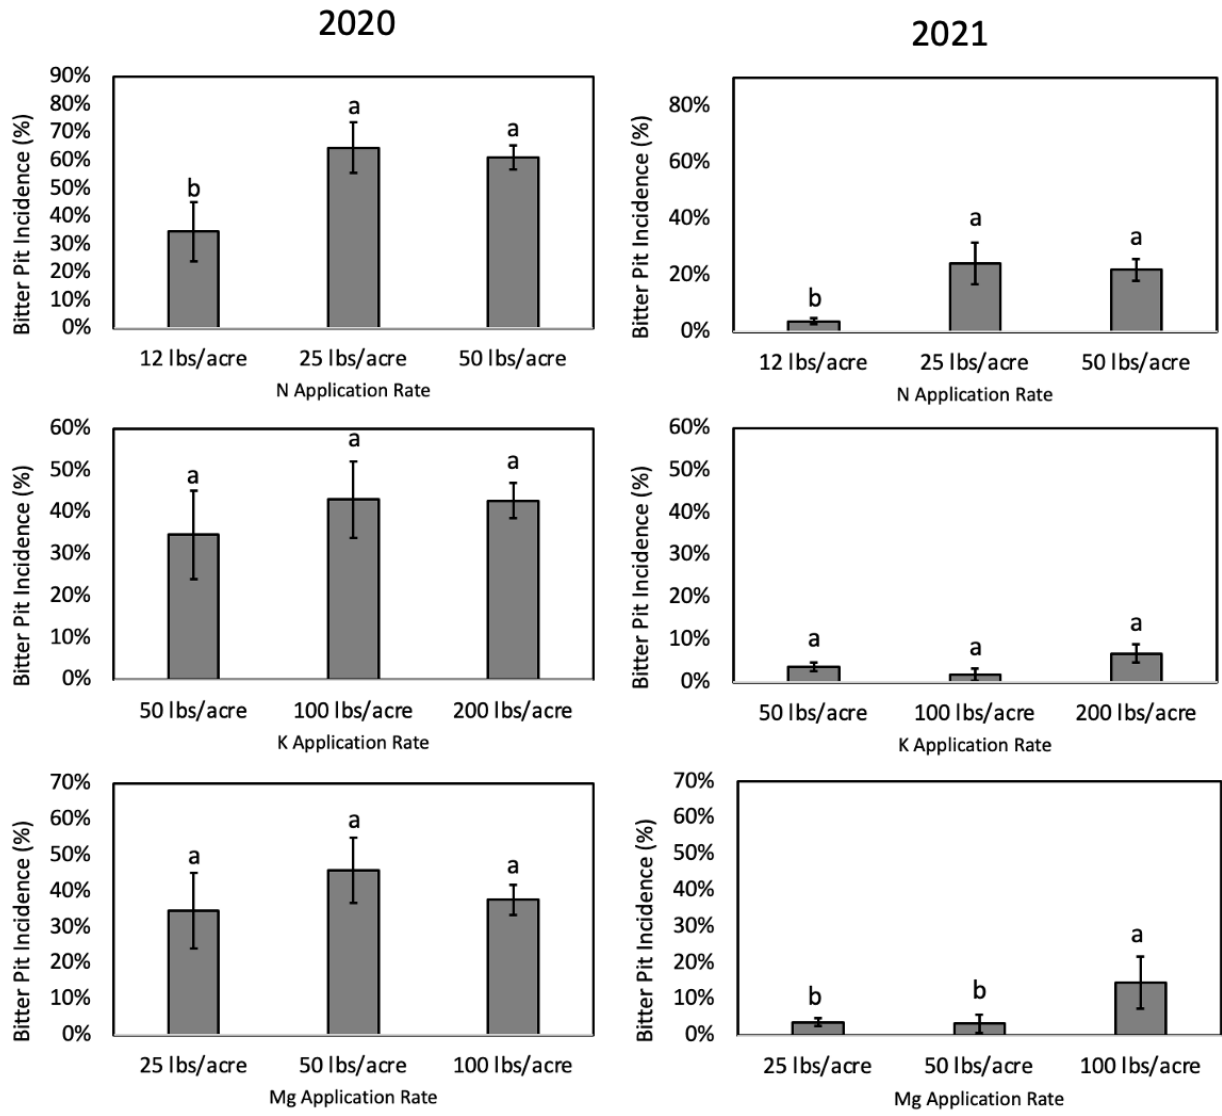 2020
2021
Bitter Pit Incidence (%)
90%
80%
70%
60%
50%
40%
30%
20%
10%
0%
b
a
a
12 lbs/acre 25 lbs/acre 50 lbs/acre
N Application Rate
Bitter Pit Incidence (%)
80%
60%
40%
20%
0%
b
a
a
12 lbs/acre 25 lbs/acre 50 lbs/acre
N Application Rate
Bitter Pit Incidence (%)
60%
50%
40%
30%
20%
10%
0%
a
a
a
50 lbs/acre 100 lbs/acre 200 lbs/acre
K Application Rate
Bitter Pit Incidence (%)
60%
50%
40%
30%
20%
10%
0%
a
a
a
50 lbs/acre 100 lbs/acre 200 lbs/acre
K Application Rate
Bitter Pit Incidence (%)
70%
60%
50%
40%
30%
20%
10%
0%
a
a
a
25 lbs/acre 50 lbs/acre 100 lbs/acre
Mg Application Rate
Bitter Pit Incidence (%)
70%
60%
50%
40%
30%
20%
10%
0%
b
b
a
25 lbs/acre 50 lbs/acre 100 lbs/acre
Mg Application Rate